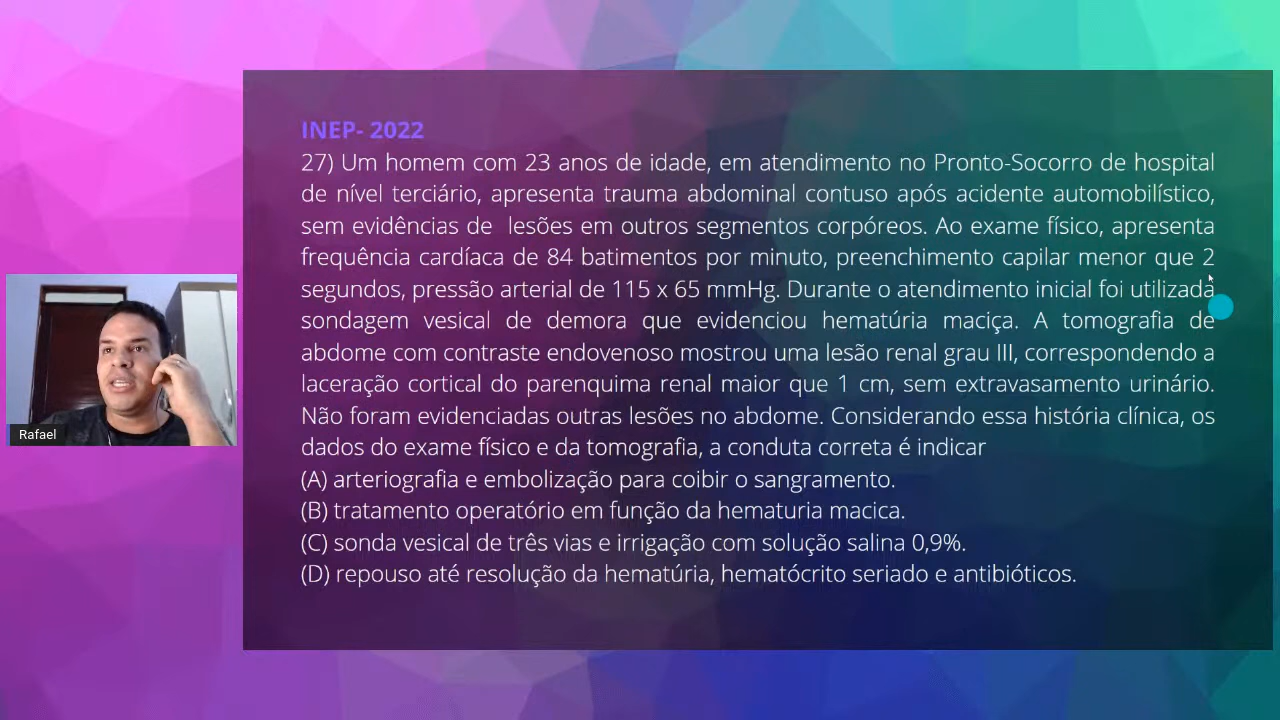 INEP- 2022
27) Um homem com 23 anos de idade, em atendimento no Pronto-Socorro de hospital
de nível terciário, apresenta trauma abdominal contuso após acidente automobilístico,
sem evidências de lesões em outros segmentos corpóreos. Ao exame físico, apresenta
frequência cardíaca de 84 batimentos por minuto, preenchimento capilar menor que 2
segundos, pressão arterial de 115 x 65 mmHg. Durante o atendimento inicial foi utilizada
sondagem vesical de demora que evidenciou hematúria maciça. A tomografia de
abdome com contraste endovenoso mostrou uma lesão renal grau III, correspondendo a
laceração cortical do parenquima renal maior que 1 cm, sem extravasamento urinário.
Não foram evidenciadas outras lesões no abdome. Considerando essa história clínica, os
dados do exame físico e da tomografia, a conduta correta é indicar
(A) arteriografia e embolização para coibir o sangramento.
(B) tratamento operatório em função da hematuria macica.
(C) sonda vesical de três vias e irrigação com solução salina 0,9%.
(D) repouso até resolução da hematúria, hematócrito seriado e antibióticos.
Rafael